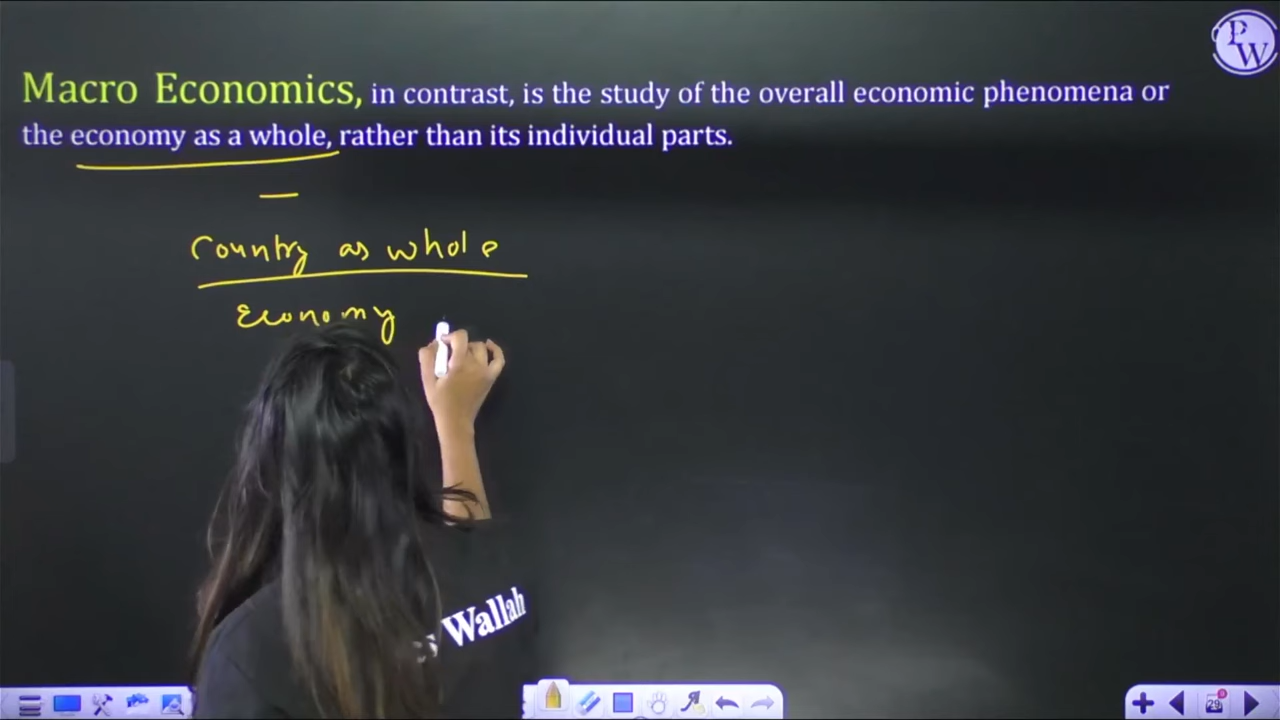 P
W
Macro Economics, in contrast, is the study of the overall economic phenomena or
the economy as a whole, rather than its individual parts.
Country as whole
Economy
Wallah
29